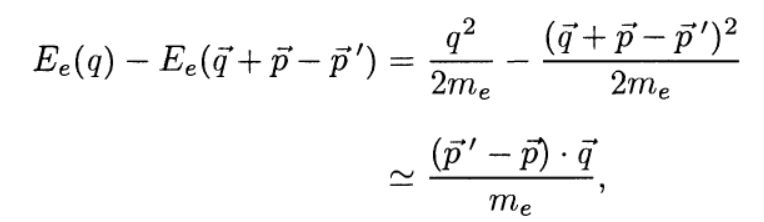 $E_e(q) - E_e(\vec{q} + \vec{p} - \vec{p}\,') = \frac{q^2}{2m_e} - \frac{(\vec{q} + \vec{p} - \vec{p}\,')^2}{2m_e}$
$\simeq \frac{(\vec{p}\,' - \vec{p}) \cdot \vec{q}}{m_e},$